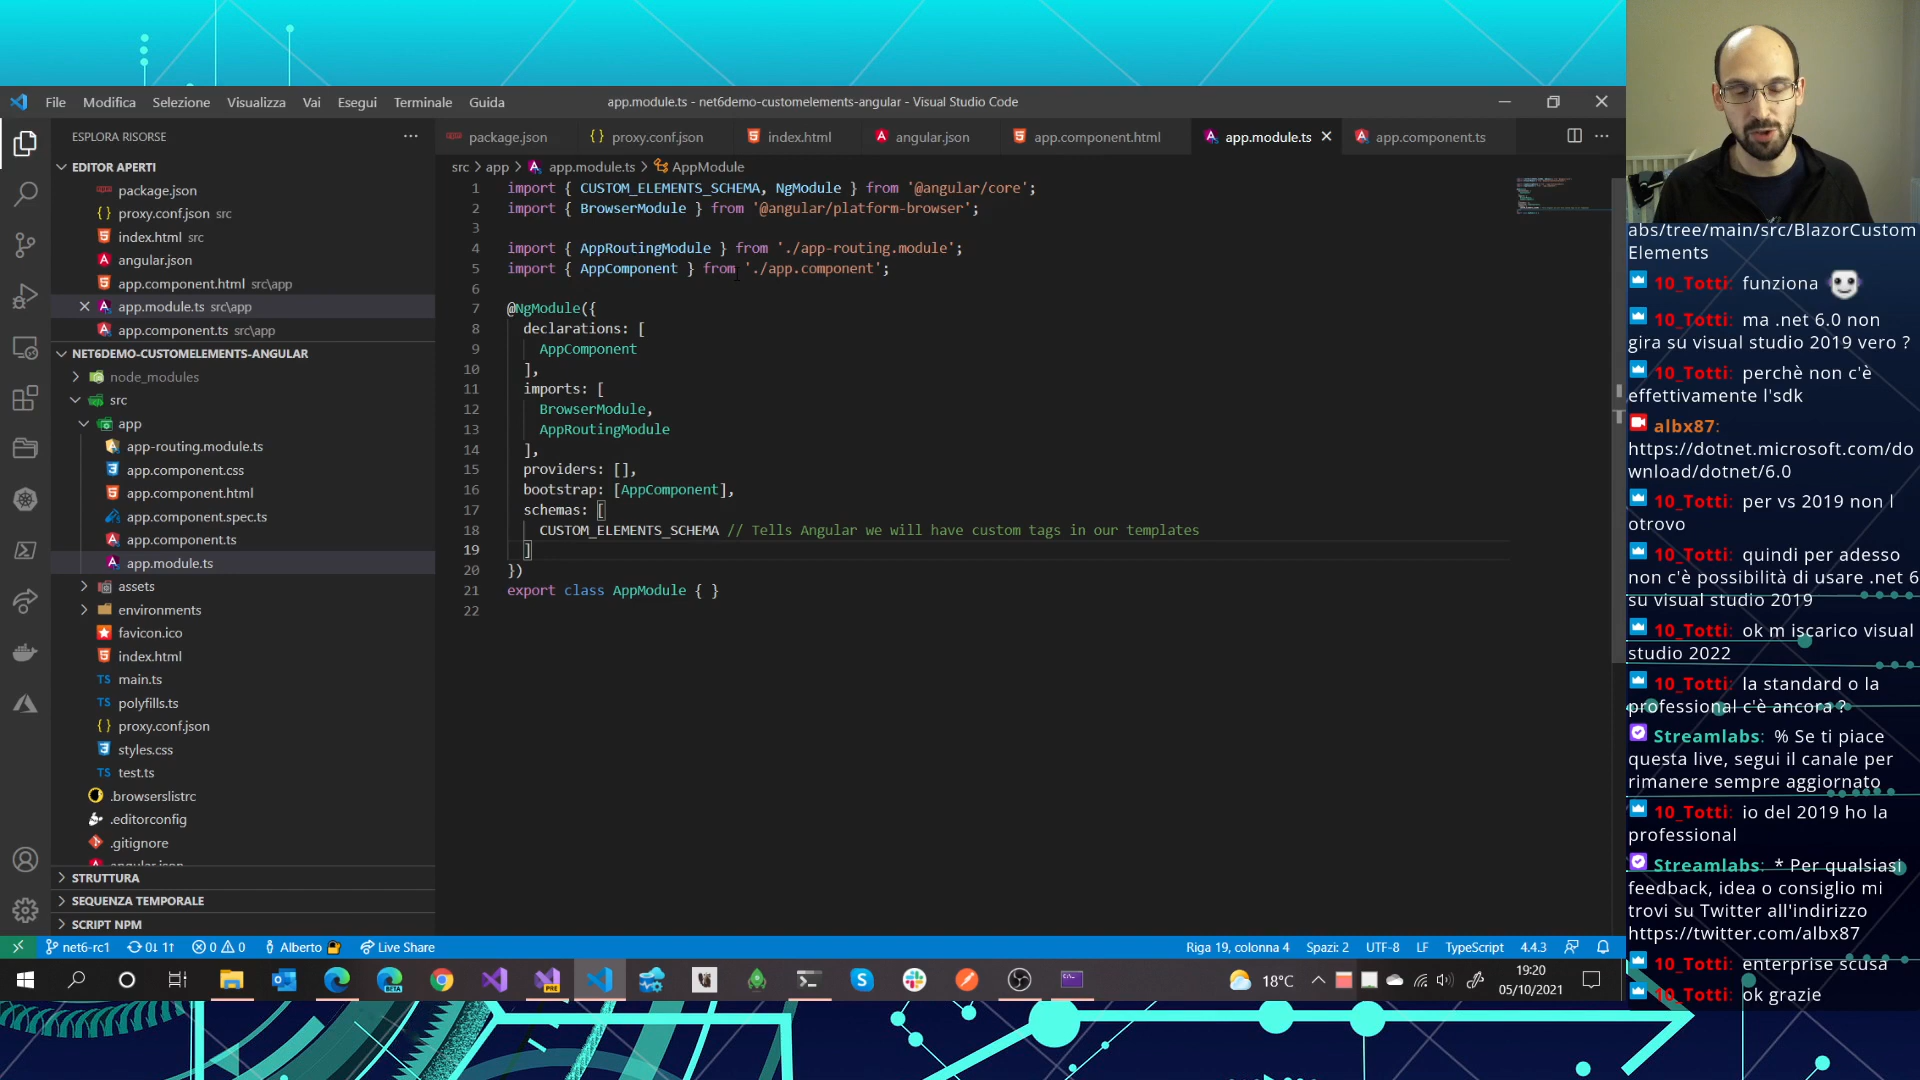 File Modifica Selezione Visualizza Vai Esegui Terminale Guida
app.module.ts - net6demo-customelements-angular - Visual Studio Code
ESPLORA RISORSE
EDITOR APERTI
package.json
proxy.conf.json src
index.html src
angular.json
app.component.html src\app
app.module.ts src\app
app.component.ts src\app
NET6DEMO-CUSTOMELEMENTS-ANGULAR
node_modules
src
app
app-routing.module.ts
app.component.css
app.component.html
app.component.spec.ts
app.component.ts
app.module.ts
assets
environments
favicon.ico
index.html
main.ts
polyfills.ts
proxy.conf.json
styles.css
test.ts
.browserslistrc
.editorconfig
.gitignore
angular.json
STRUTTURA
SEQUENZA TEMPORALE
SCRIPT NPM
package.json proxy.conf.json index.html angular.json app.component.html app.module.ts app.component.ts
src > app > app.module.ts > AppModule
1 import { CUSTOM_ELEMENTS_SCHEMA, NgModule } from '@angular/core';
2 import { BrowserModule } from '@angular/platform-browser';
3
4 import { AppRoutingModule } from './app-routing.module';
5 import { AppComponent } from './app.component';
6
7 @NgModule({
8 declarations: [
9 AppComponent
10 ],
11 imports: [
12 BrowserModule,
13 AppRoutingModule
14 ],
15 providers: [],
16 bootstrap: [AppComponent],
17 schemas: [
18 CUSTOM_ELEMENTS_SCHEMA // Tells Angular we will have custom tags in our templates
19 ]
20 })
21 export class AppModule { }
22
net6-rc1 0↓ 1↑ 0 0 Alberto Live Share
Riga 19, colonna 4 Spazi: 2 UTF-8 LF TypeScript 4.4.3
18°C
19:20
05/10/2021
abs/tree/main/src/BlazorCustom
Elements
10_Totti: funziona
10_Totti: ma .net 6.0 non
gira su visual studio 2019 vero ?
10_Totti: perchè non c'è
effettivamente l'sdk
albx87:
https://dotnet.microsoft.com/do
wnload/dotnet/6.0
10_Totti: per vs 2019 non l
otrovo
10_Totti: quindi per adesso
non c'è possibilità di usare .net 6
su visual studio 2019
10_Totti: ok m iscarico visual
studio 2022
10_Totti: la standard o la
professional c'è ancora ?
Streamlabs: % Se ti piace
questa live, segui il canale per
rimanere sempre aggiornato
10_Totti: io del 2019 ho la
professional
Streamlabs: * Per qualsiasi
feedback, idea o consiglio mi
trovi su Twitter all'indirizzo
https://twitter.com/albx87
10_Totti: enterprise scusa
10_Totti: ok grazie